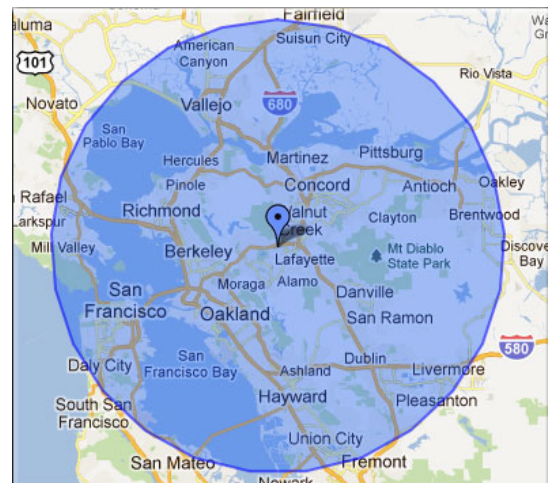 Fairfield
Suisun City
American
Canyon
101
Rio Vista
Novato
Vallejo
680
San
Pablo Bay
Hercules
Martinez
Pittsburg
Pinole
Concord
Antioch
Oakley
Rafael
Larkspur
Richmond
Walnut
Creek
Clayton
Brentwood
Mill Valley
Berkeley
Lafayette
Mt Diablo
State Park
Discove
Bay
Moraga
Alamo
San
Francisco
Oakland
Danville
San Ramon
580
Daly City
San
Francisco Bay
Dublin
Ashland
Livermore
South San
Francisco
Hayward
Pleasanton
Union City
San Mateo
Fremont
Newark